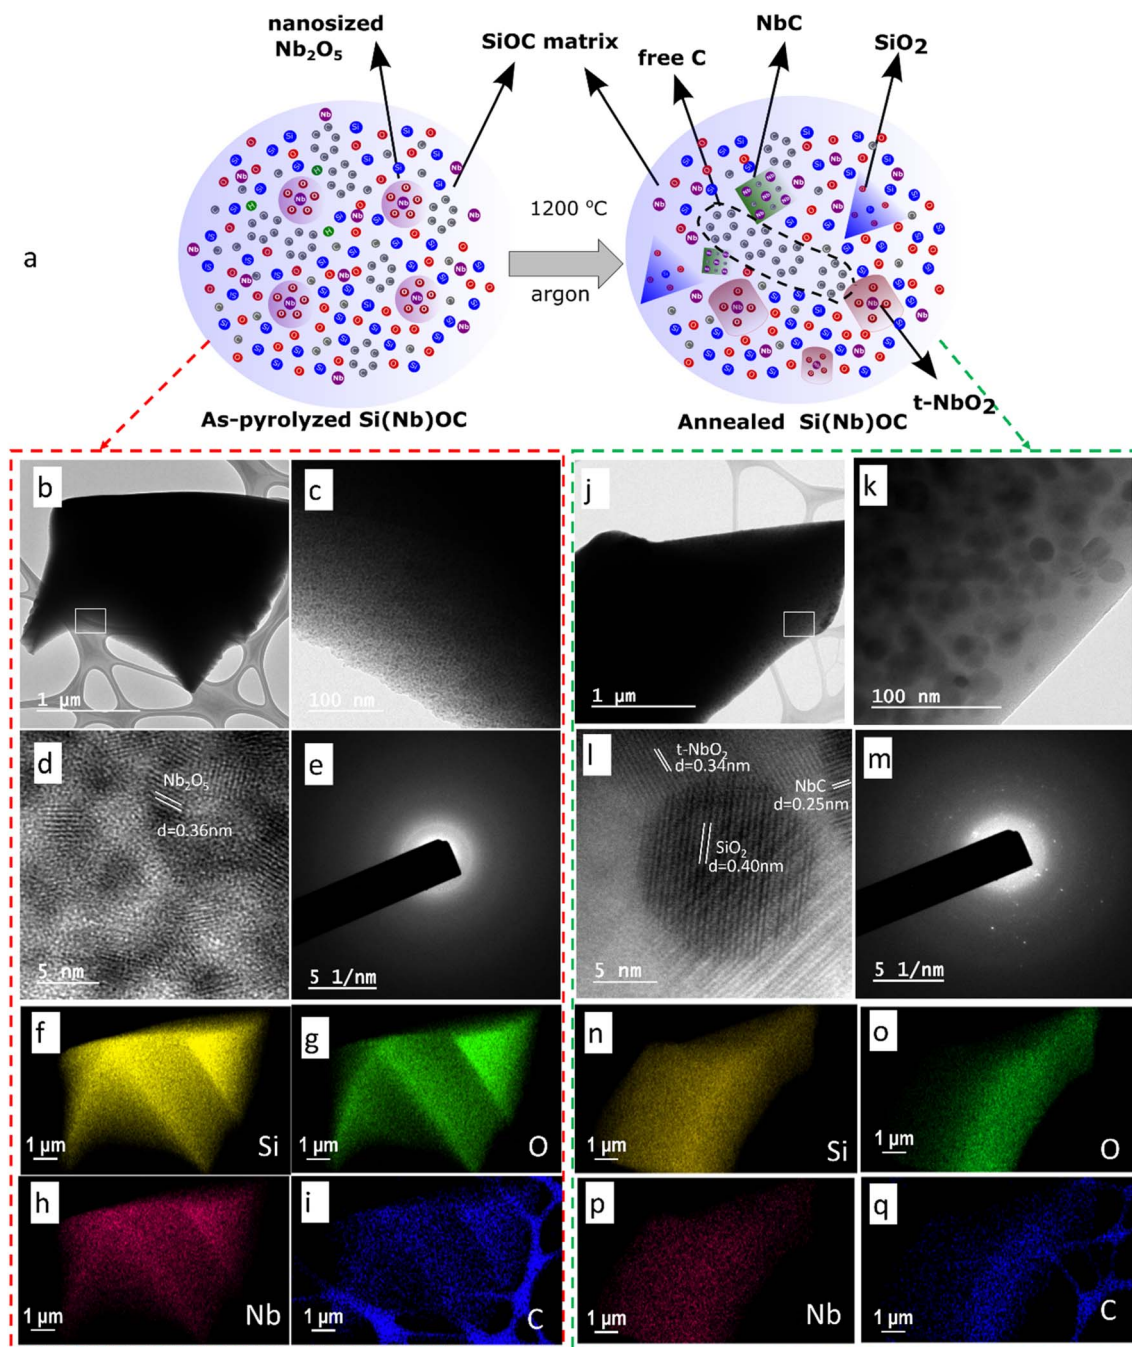 nanosized
Nb₂O₅
SiOC matrix
free C
NbC
SiO₂
a
1200 ⁰C
argon
t-NbO₂
As-pyrolyzed Si(Nb)OC
Annealed Si(Nb)OC
b
1 μm
c
100 nm
j
1 μm
k
100 nm
d
Nb₂O₅
d=0.36nm
5 nm
e
5 1/nm
l
t-NbO₂
d=0.34nm
NbC
d=0.25nm
SiO₂
d=0.40nm
5 nm
m
5 1/nm
f
1 μm
Si
g
1 μm
O
n
1 μm
Si
o
1 μm
O
h
1 μm
Nb
i
1 μm
C
p
1 μm
Nb
q
1 μm
C